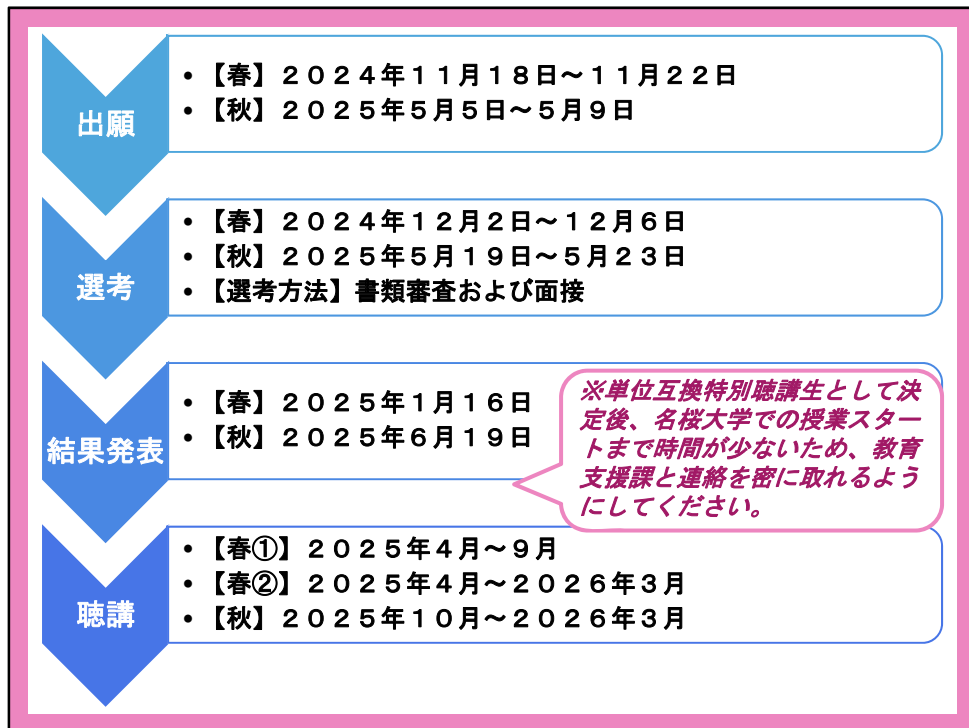 出願
• 【春】２０２４年１１月１８日～１１月２２日
• 【秋】２０２５年５月５日～５月９日
選考
• 【春】２０２４年１２月２日～１２月６日
• 【秋】２０２５年５月１９日～５月２３日
• 【選考方法】書類審査および面接
結果発表
• 【春】２０２５年１月１６日
• 【秋】２０２５年６月１９日
※単位互換特別聴講生として決
定後、名桜大学での授業スター
トまで時間が少ないため、教育
支援課と連絡を密に取れるよう
にしてください。
聴講
• 【春①】２０２５年４月～９月
• 【春②】２０２５年４月～２０２６年３月
• 【秋】２０２５年１０月～２０２６年３月